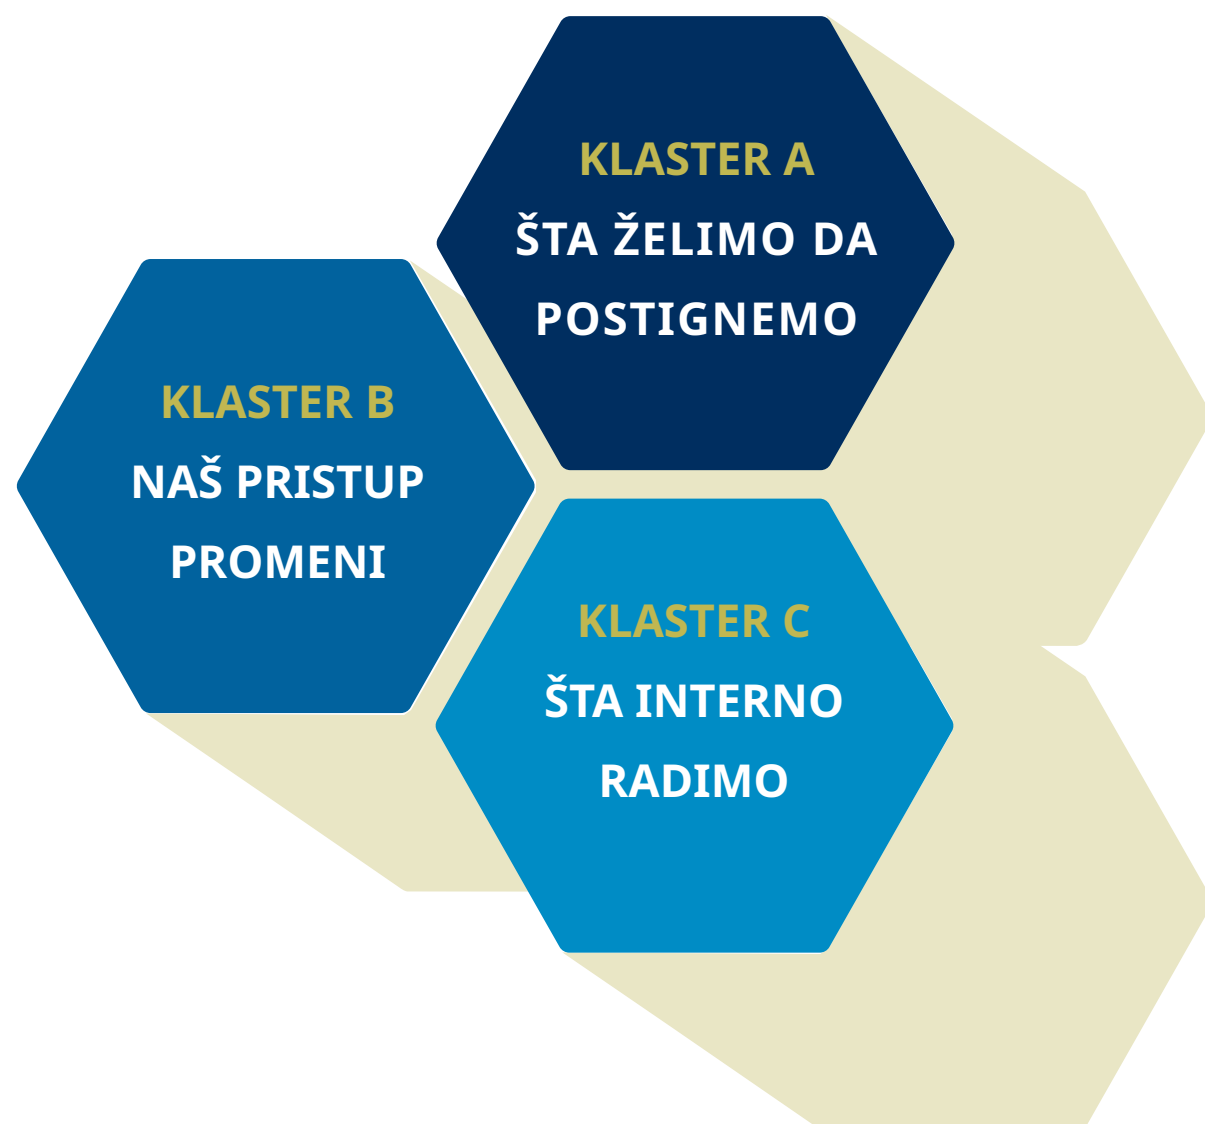 KLASTER A
ŠTA ŽELIMO DA
POSTIGNEMO
KLASTER B
NAŠ PRISTUP
PROMENI
KLASTER C
ŠTA INTERNO
RADIMO